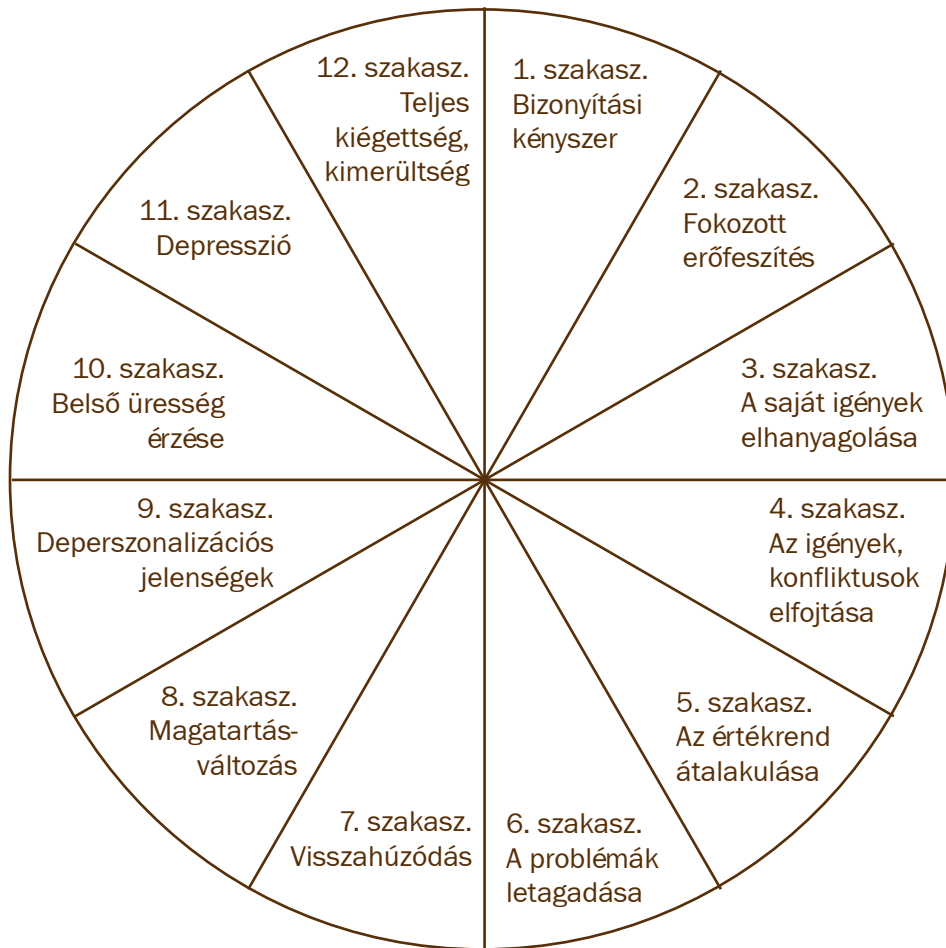 1. szakasz.
Bizonyítási
kényszer
2. szakasz.
Fokozott
erőfeszítés
3. szakasz.
A saját igények
elhanyagolása
4. szakasz.
Az igények,
konfliktusok
elfojtása
5. szakasz.
Az értékrend
átalakulása
6. szakasz.
A problémák
letagadása
7. szakasz.
Visszahúzódás
8. szakasz.
Magatartás-
változás
9. szakasz.
Deperszonalizációs
jelenségek
10. szakasz.
Belső üresség
érzése
11. szakasz.
Depresszió
12. szakasz.
Teljes
kiégettség,
kimerültség